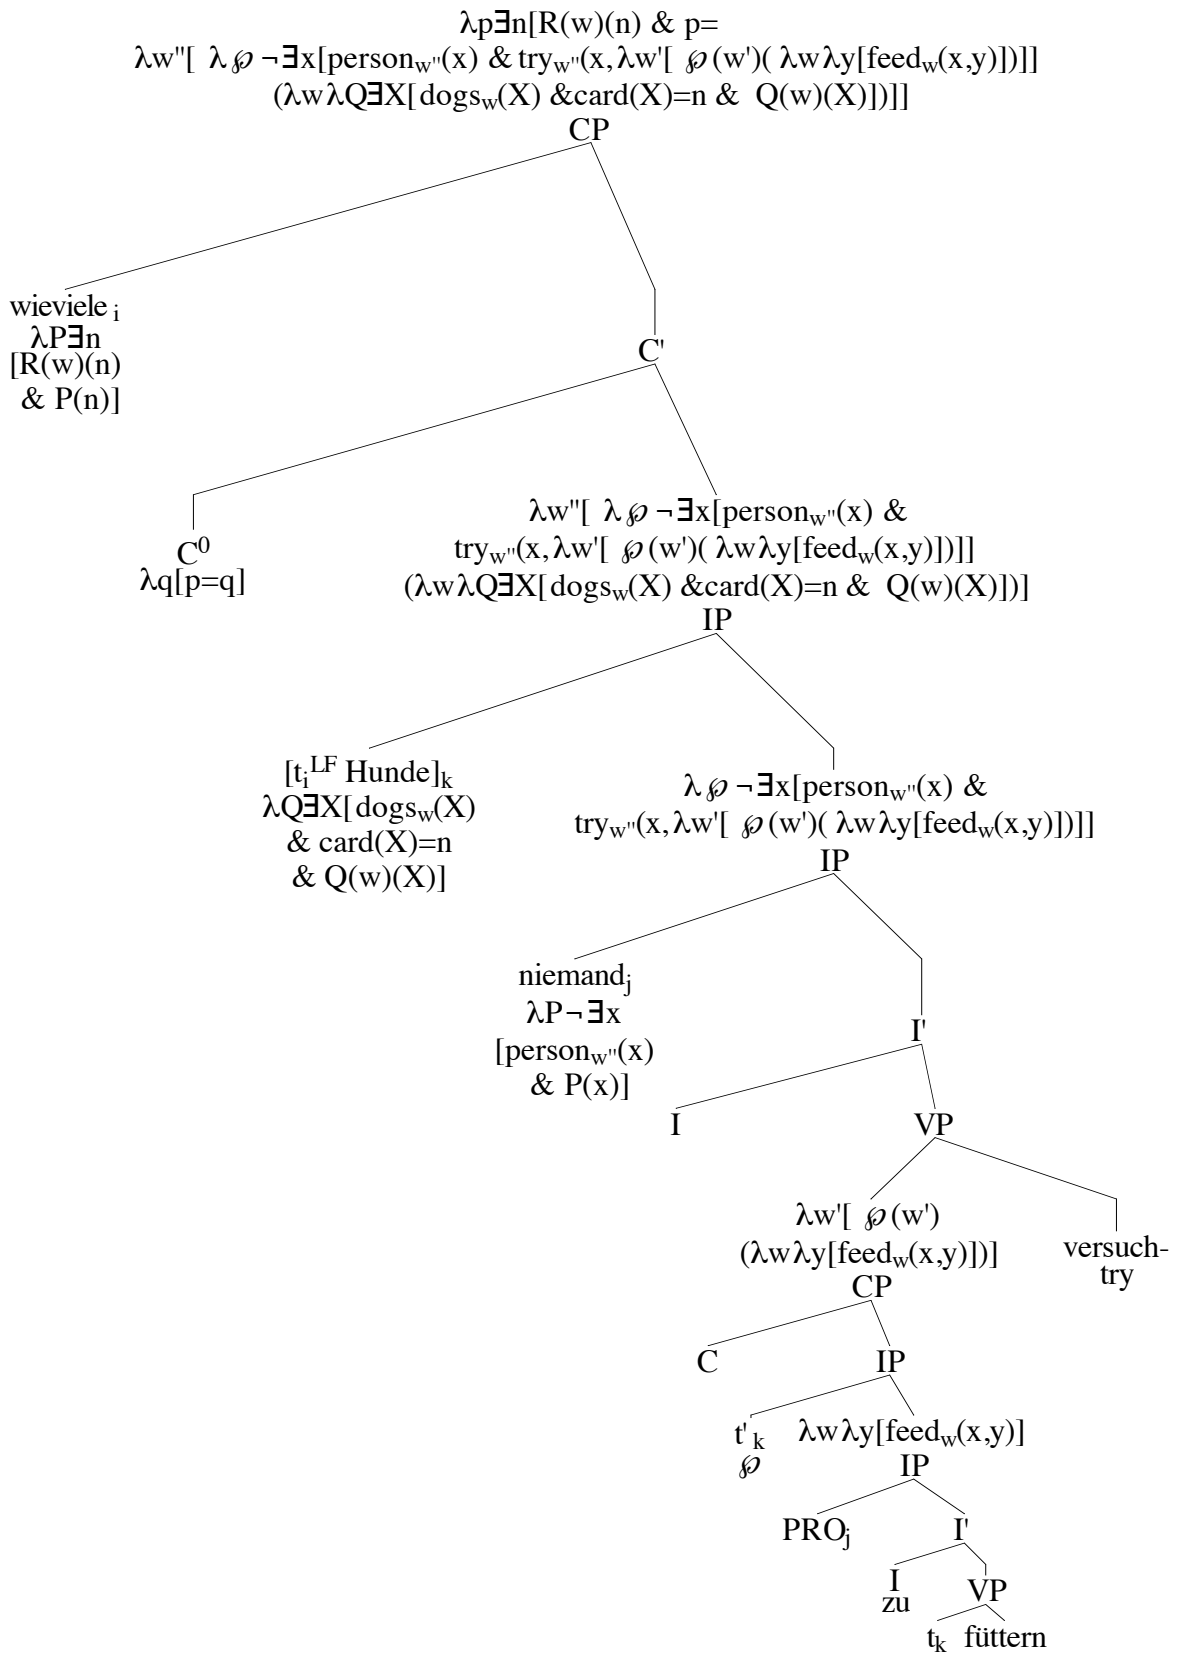 λp∃n[R(w)(n) & p=
λw"[ λ℘ ¬∃x[person_w"(x) & try_w"(x, λw'[ ℘(w')( λwλy[feed_w(x,y)])]]
(λwλQ∃X[dogs_w(X) &card(X)=n & Q(w)(X)])]]
CP
wieviele_i
λP∃n
[R(w)(n)
& P(n)]
C'
C⁰
λq[p=q]
λw"[ λ℘ ¬∃x[person_w"(x) &
try_w"(x, λw'[ ℘(w')( λwλy[feed_w(x,y)])]]
(λwλQ∃X[dogs_w(X) &card(X)=n & Q(w)(X)])]
IP
[t_i^LF Hunde]_k
λQ∃X[dogs_w(X)
& card(X)=n
& Q(w)(X)]
λ℘ ¬∃x[person_w"(x) &
try_w"(x, λw'[ ℘(w')( λwλy[feed_w(x,y)])]]
IP
niemand_j
λP¬∃x
[person_w"(x)
& P(x)]
I'
I
VP
λw'[ ℘(w')
(λwλy[feed_w(x,y)])]
CP
versuch-
try
C
IP
t'_k
℘
λwλy[feed_w(x,y)]
IP
PRO_j
I'
I
zu
VP
t_k füttern